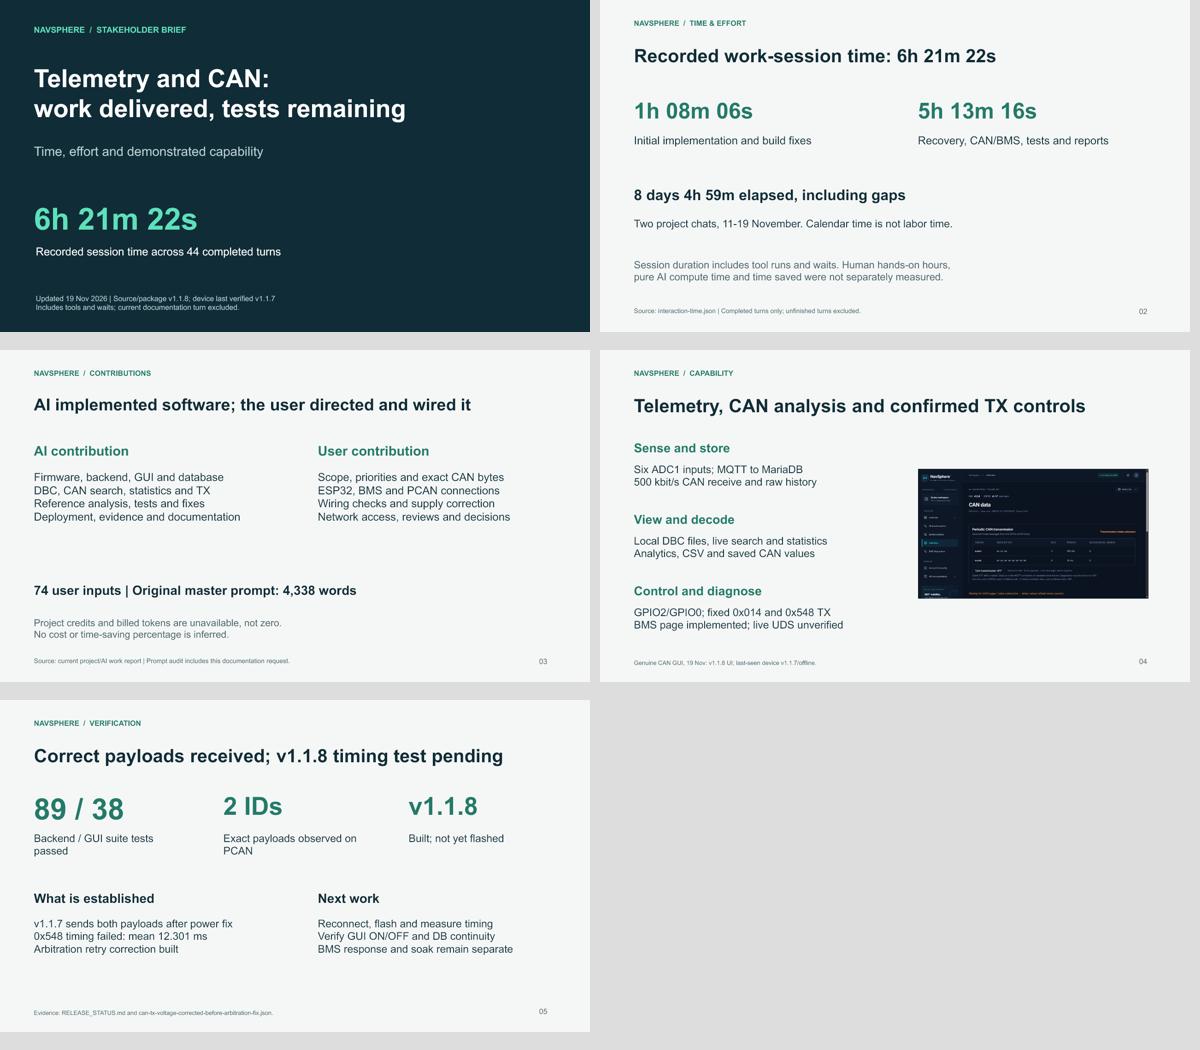 NAVSPHERE / STAKEHOLDER BRIEF
Telemetry and CAN:
work delivered, tests remaining
Time, effort and demonstrated capability
6h 21m 22s
Recorded session time across 44 completed turns
Updated 19 Nov 2026 | Source/package v1.1.8; device last verified v1.1.7
Includes tools and waits; current documentation turn excluded.
NAVSPHERE / TIME & EFFORT
Recorded work-session time: 6h 21m 22s
1h 08m 06s
Initial implementation and build fixes
5h 13m 16s
Recovery, CAN/BMS, tests and reports
8 days 4h 59m elapsed, including gaps
Two project chats, 11-19 November. Calendar time is not labor time.
Session duration includes tool runs and waits. Human hands-on hours,
pure AI compute time and time saved were not separately measured.
Source: interaction-time.json | Completed turns only; unfinished turns excluded.
02
NAVSPHERE / CONTRIBUTIONS
AI implemented software; the user directed and wired it
AI contribution
Firmware, backend, GUI and database
DBC, CAN search, statistics and TX
Reference analysis, tests and fixes
Deployment, evidence and documentation
User contribution
Scope, priorities and exact CAN bytes
ESP32, BMS and PCAN connections
Wiring checks and supply correction
Network access, reviews and decisions
74 user inputs | Original master prompt: 4,338 words
Project credits and billed tokens are unavailable, not zero.
No cost or time-saving percentage is inferred.
Source: current project/AI work report | Prompt audit includes this documentation request.
03
NAVSPHERE / CAPABILITY
Telemetry, CAN analysis and confirmed TX controls
Sense and store
Six ADC1 inputs; MQTT to MariaDB
500 kbit/s CAN receive and raw history
View and decode
Local DBC files, live search and statistics
Analytics, CSV and saved CAN values
Control and diagnose
GPIO2/GPIO0; fixed 0x014 and 0x548 TX
BMS page implemented; live UDS unverified
NavSphere
CAN data
Periodic CAN transmission
Genuine CAN GUI, 19 Nov: v1.1.8 UI; last-seen device v1.1.7/offline.
04
NAVSPHERE / VERIFICATION
Correct payloads received; v1.1.8 timing test pending
89 / 38
Backend / GUI suite tests
passed
2 IDs
Exact payloads observed on
PCAN
v1.1.8
Built; not yet flashed
What is established
v1.1.7 sends both payloads after power fix
0x548 timing failed: mean 12.301 ms
Arbitration retry correction built
Next work
Reconnect, flash and measure timing
Verify GUI ON/OFF and DB continuity
BMS response and soak remain separate
Evidence: RELEASE_STATUS.md and can-tx-voltage-corrected-before-arbitration-fix.json.
05